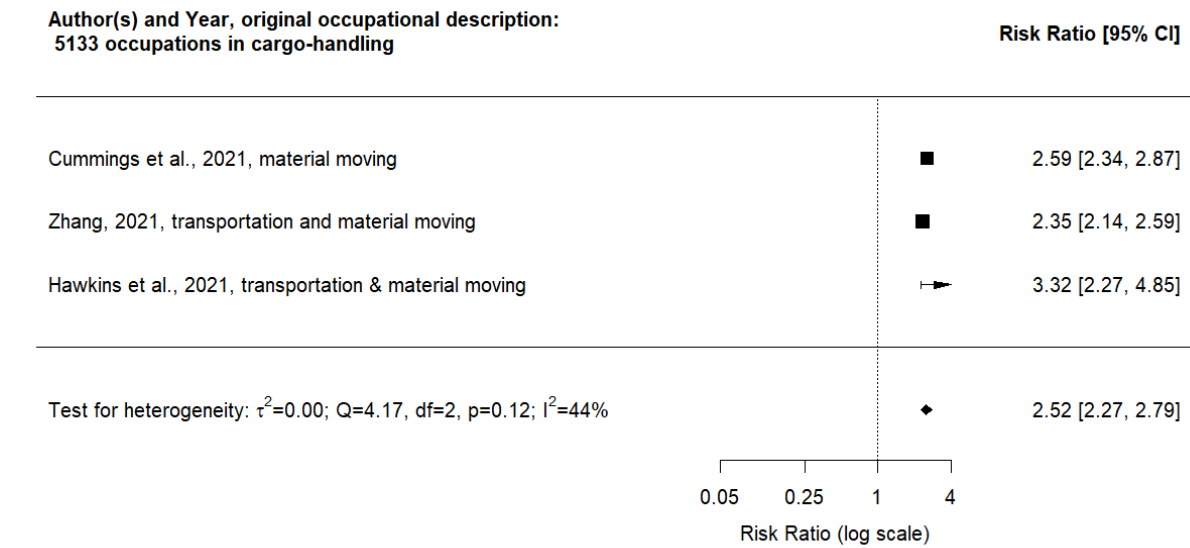 Author(s) and Year, original occupational description:
5133 occupations in cargo-handling
Risk Ratio [95% CI]
Cummings et al., 2021, material moving 2.59 [2.34, 2.87]
Zhang, 2021, transportation and material moving 2.35 [2.14, 2.59]
Hawkins et al., 2021, transportation & material moving 3.32 [2.27, 4.85]
Test for heterogeneity: τ²=0.00; Q=4.17, df=2, p=0.12; I²=44% 2.52 [2.27, 2.79]
0.05 0.25 1 4
Risk Ratio (log scale)